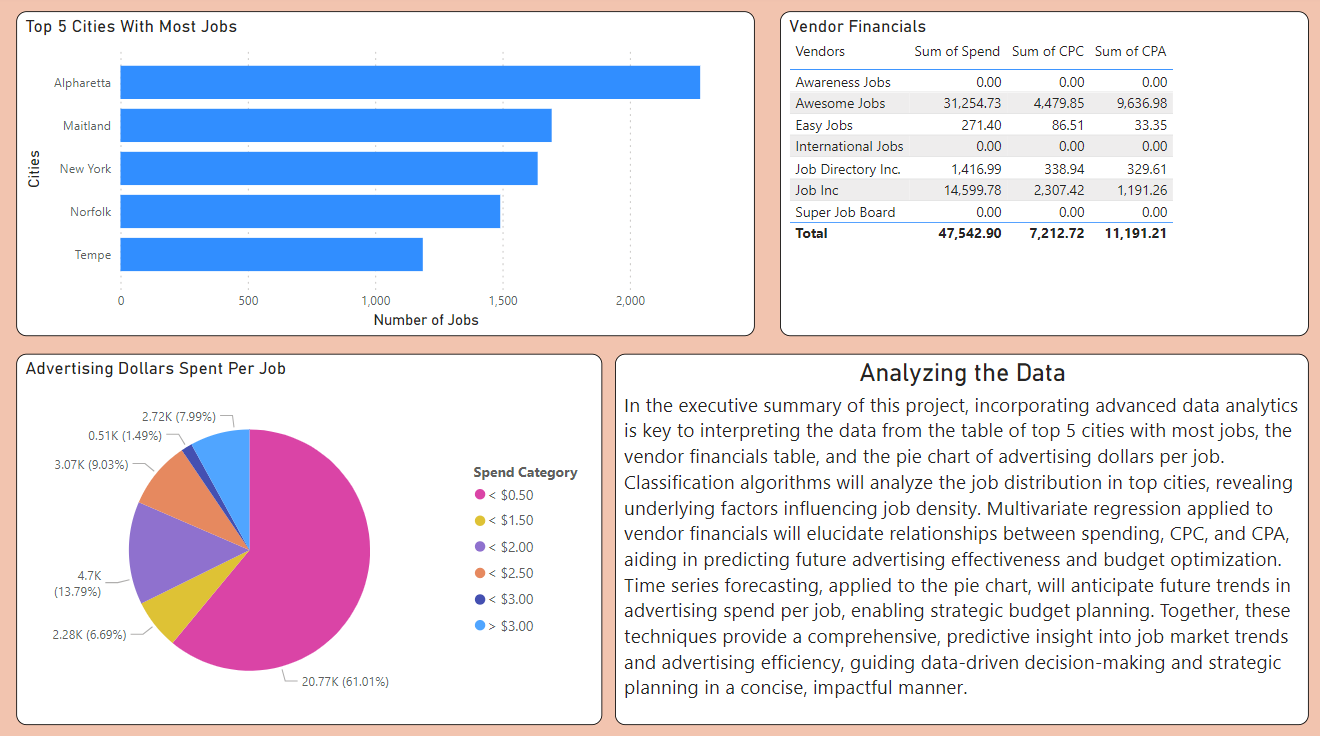 Top 5 Cities With Most Jobs
Cities
Alpharetta
Maitland
New York
Norfolk
Tempe
0 500 1,000 1,500 2,000
Number of Jobs
Vendor Financials
Vendors Sum of Spend Sum of CPC Sum of CPA
Awareness Jobs 0.00 0.00 0.00
Awesome Jobs 31,254.73 4,479.85 9,636.98
Easy Jobs 271.40 86.51 33.35
International Jobs 0.00 0.00 0.00
Job Directory Inc. 1,416.99 338.94 329.61
Job Inc 14,599.78 2,307.42 1,191.26
Super Job Board 0.00 0.00 0.00
Total 47,542.90 7,212.72 11,191.21
Advertising Dollars Spent Per Job
2.72K (7.99%)
0.51K (1.49%)
3.07K (9.03%)
4.7K
(13.79%)
2.28K (6.69%)
20.77K (61.01%)
Spend Category
< $0.50
< $1.50
< $2.00
< $2.50
< $3.00
> $3.00
Analyzing the Data
In the executive summary of this project, incorporating advanced data analytics
is key to interpreting the data from the table of top 5 cities with most jobs, the
vendor financials table, and the pie chart of advertising dollars per job.
Classification algorithms will analyze the job distribution in top cities, revealing
underlying factors influencing job density. Multivariate regression applied to
vendor financials will elucidate relationships between spending, CPC, and CPA,
aiding in predicting future advertising effectiveness and budget optimization.
Time series forecasting, applied to the pie chart, will anticipate future trends in
advertising spend per job, enabling strategic budget planning. Together, these
techniques provide a comprehensive, predictive insight into job market trends
and advertising efficiency, guiding data-driven decision-making and strategic
planning in a concise, impactful manner.